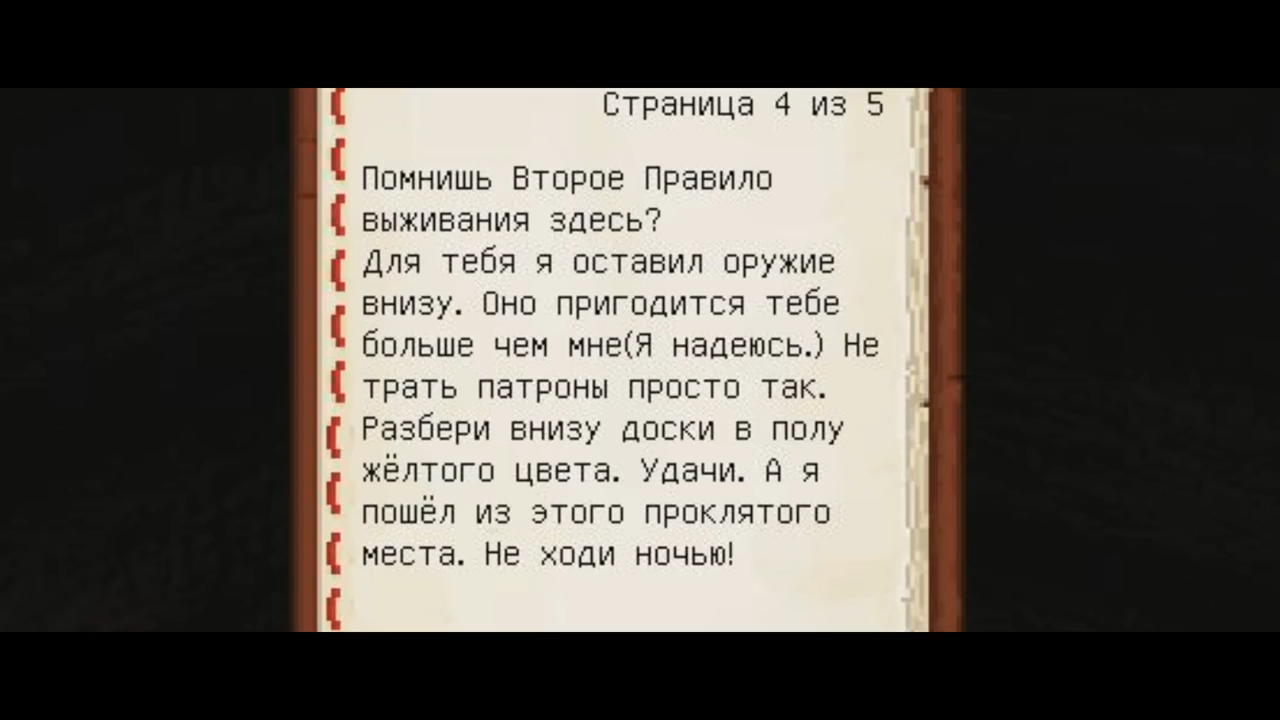 Страница 4 из 5
Помнишь Второе Правило
выживания здесь?
Для тебя я оставил оружие
внизу. Оно пригодится тебе
больше чем мне(Я надеюсь.) Не
трать патроны просто так.
Разбери внизу доски в полу
жёлтого цвета. Удачи. А я
пошёл из этого проклятого
места. Не ходи ночью!